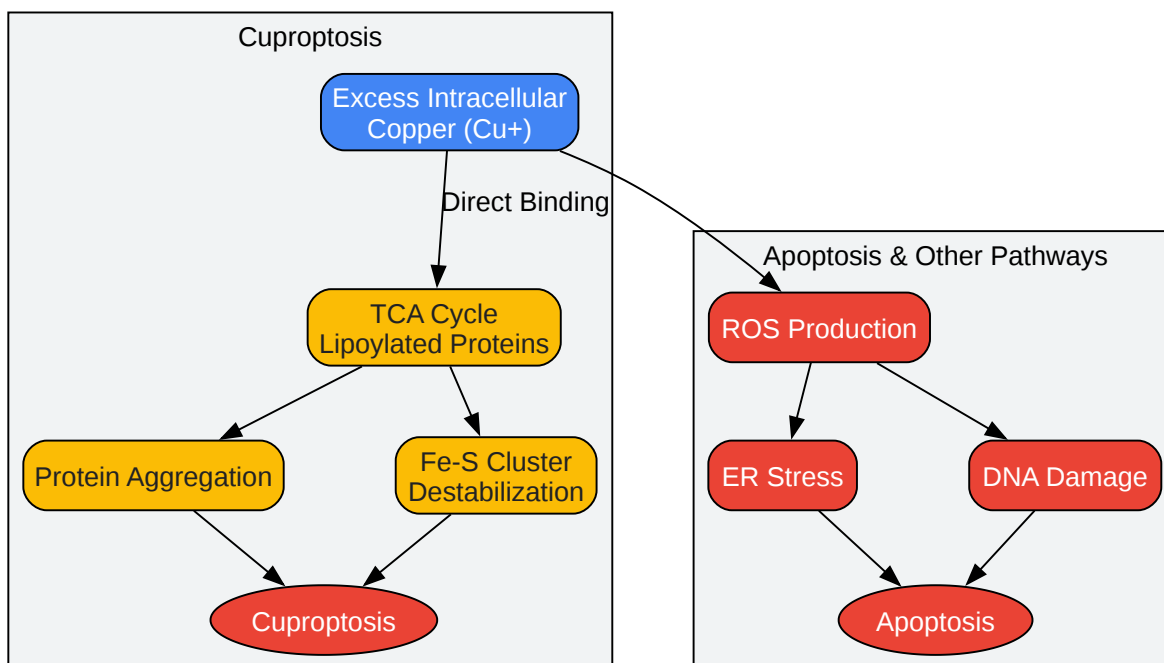 Cuproptosis
Excess Intracellular
Copper (Cu+)
Direct Binding
TCA Cycle
Lipoylated Proteins
Protein Aggregation
Fe-S Cluster
Destabilization
Cuproptosis
Apoptosis & Other Pathways
ROS Production
ER Stress
DNA Damage
Apoptosis